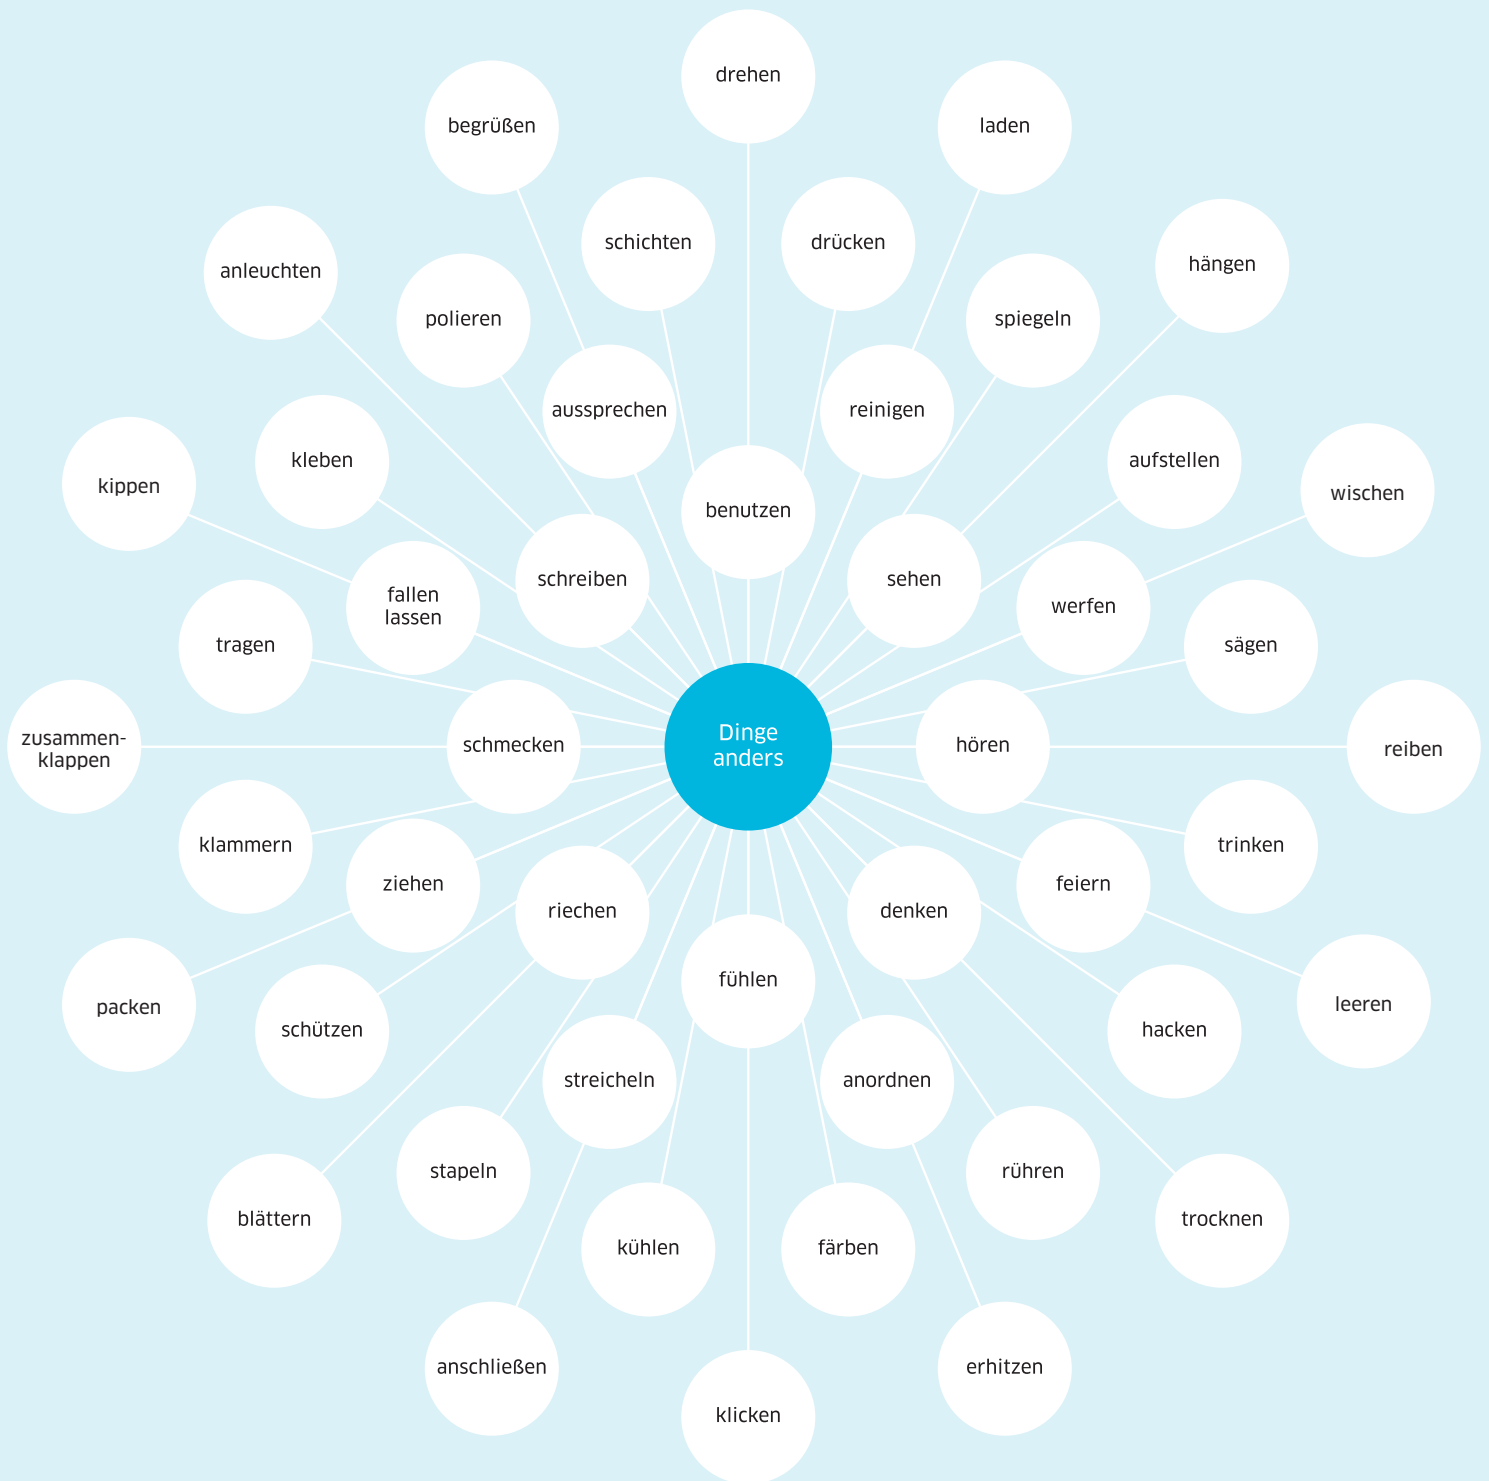 drehen
begrüßen
laden
schichten
drücken
hängen
anleuchten
polieren
spiegeln
aussprechen
reinigen
kleben
aufstellen
kippen
wischen
benutzen
schreiben
sehen
fallen
lassen
werfen
tragen
sägen
zusammen-
klappen
schmecken
Dinge
anders
hören
reiben
klammern
trinken
ziehen
feiern
riechen
denken
packen
leeren
fühlen
schützen
hacken
streicheln
anordnen
stapeln
rühren
blättern
trocknen
kühlen
färben
anschließen
erhitzen
klicken